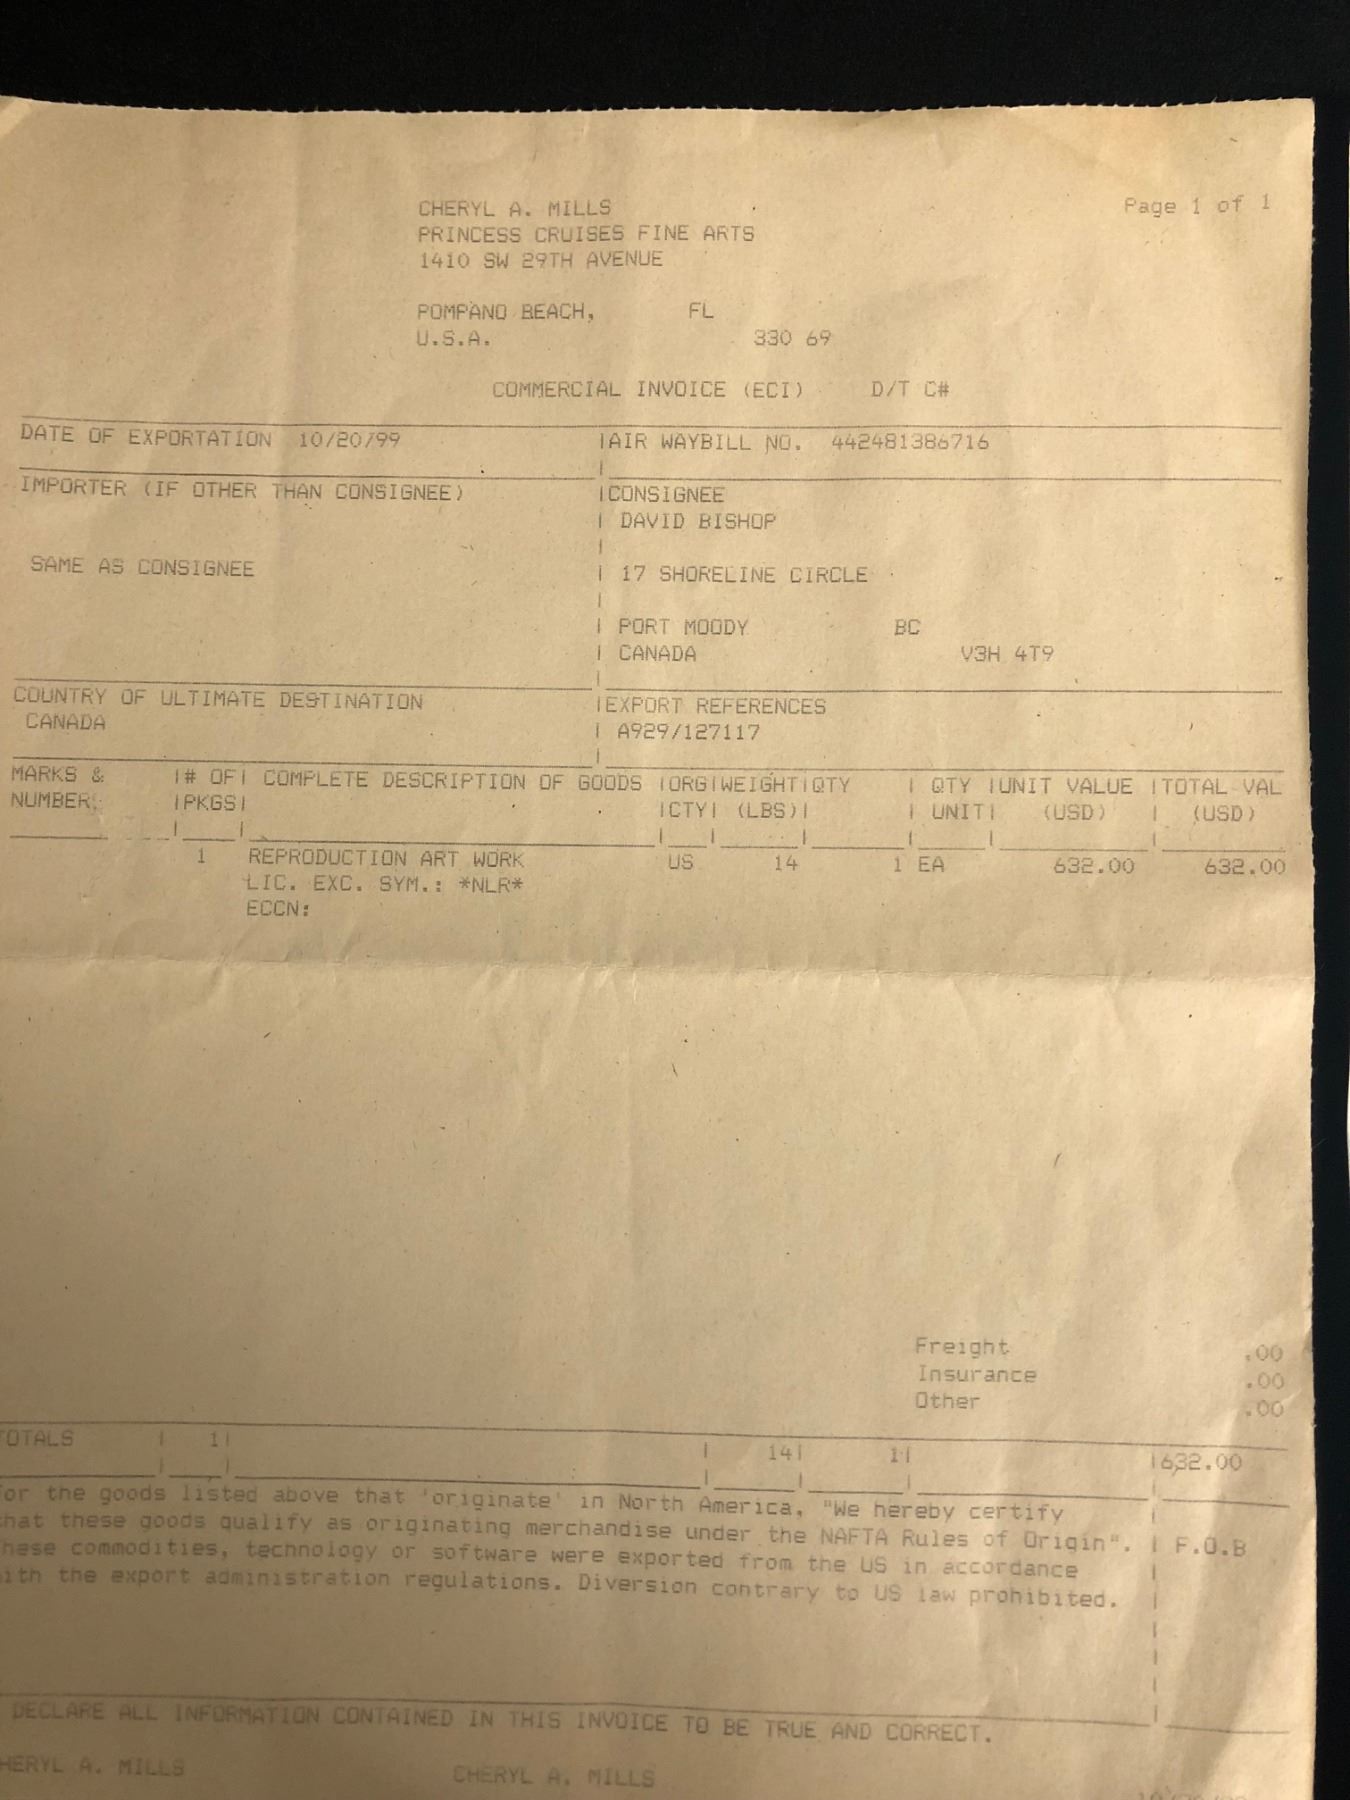 CHERYL A. MILLS Page 1 of 1
PRINCESS CRUISES FINE ARTS
1410 SW 29TH AVENUE
POMPANO BEACH, FL
U.S.A. 330 69
COMMERCIAL INVOICE (ECI) D/T C#
DATE OF EXPORTATION 10/20/99 AIR WAYBILL NO. 442481386716
IMPORTER (IF OTHER THAN CONSIGNEE) CONSIGNEE
DAVID BISHOP
SAME AS CONSIGNEE 17 SHORELINE CIRCLE
PORT MOODY BC
CANADA V3H 4T9
COUNTRY OF ULTIMATE DESTINATION EXPORT REFERENCES
CANADA A929/127117
MARKS & # OF COMPLETE DESCRIPTION OF GOODS ORG WEIGHT QTY QTY UNIT VALUE TOTAL VAL
NUMBER PKGS CTY (LBS) UNIT (USD) (USD)
1 REPRODUCTION ART WORK US 14 1 EA 632.00 632.00
LIC. EXC. SYM.: *NLR*
ECCN:
Freight .00
Insurance .00
Other .00
OTALS 1 14 1 632.00
or the goods listed above that 'originate' in North America, "We hereby certify
hat these goods qualify as originating merchandise under the NAFTA Rules of Origin". F.O.B
hese commodities, technology or software were exported from the US in accordance
ith the export administration regulations. Diversion contrary to US law prohibited.
DECLARE ALL INFORMATION CONTAINED IN THIS INVOICE TO BE TRUE AND CORRECT.
HERYL A. MILLS CHERYL A. MILLS